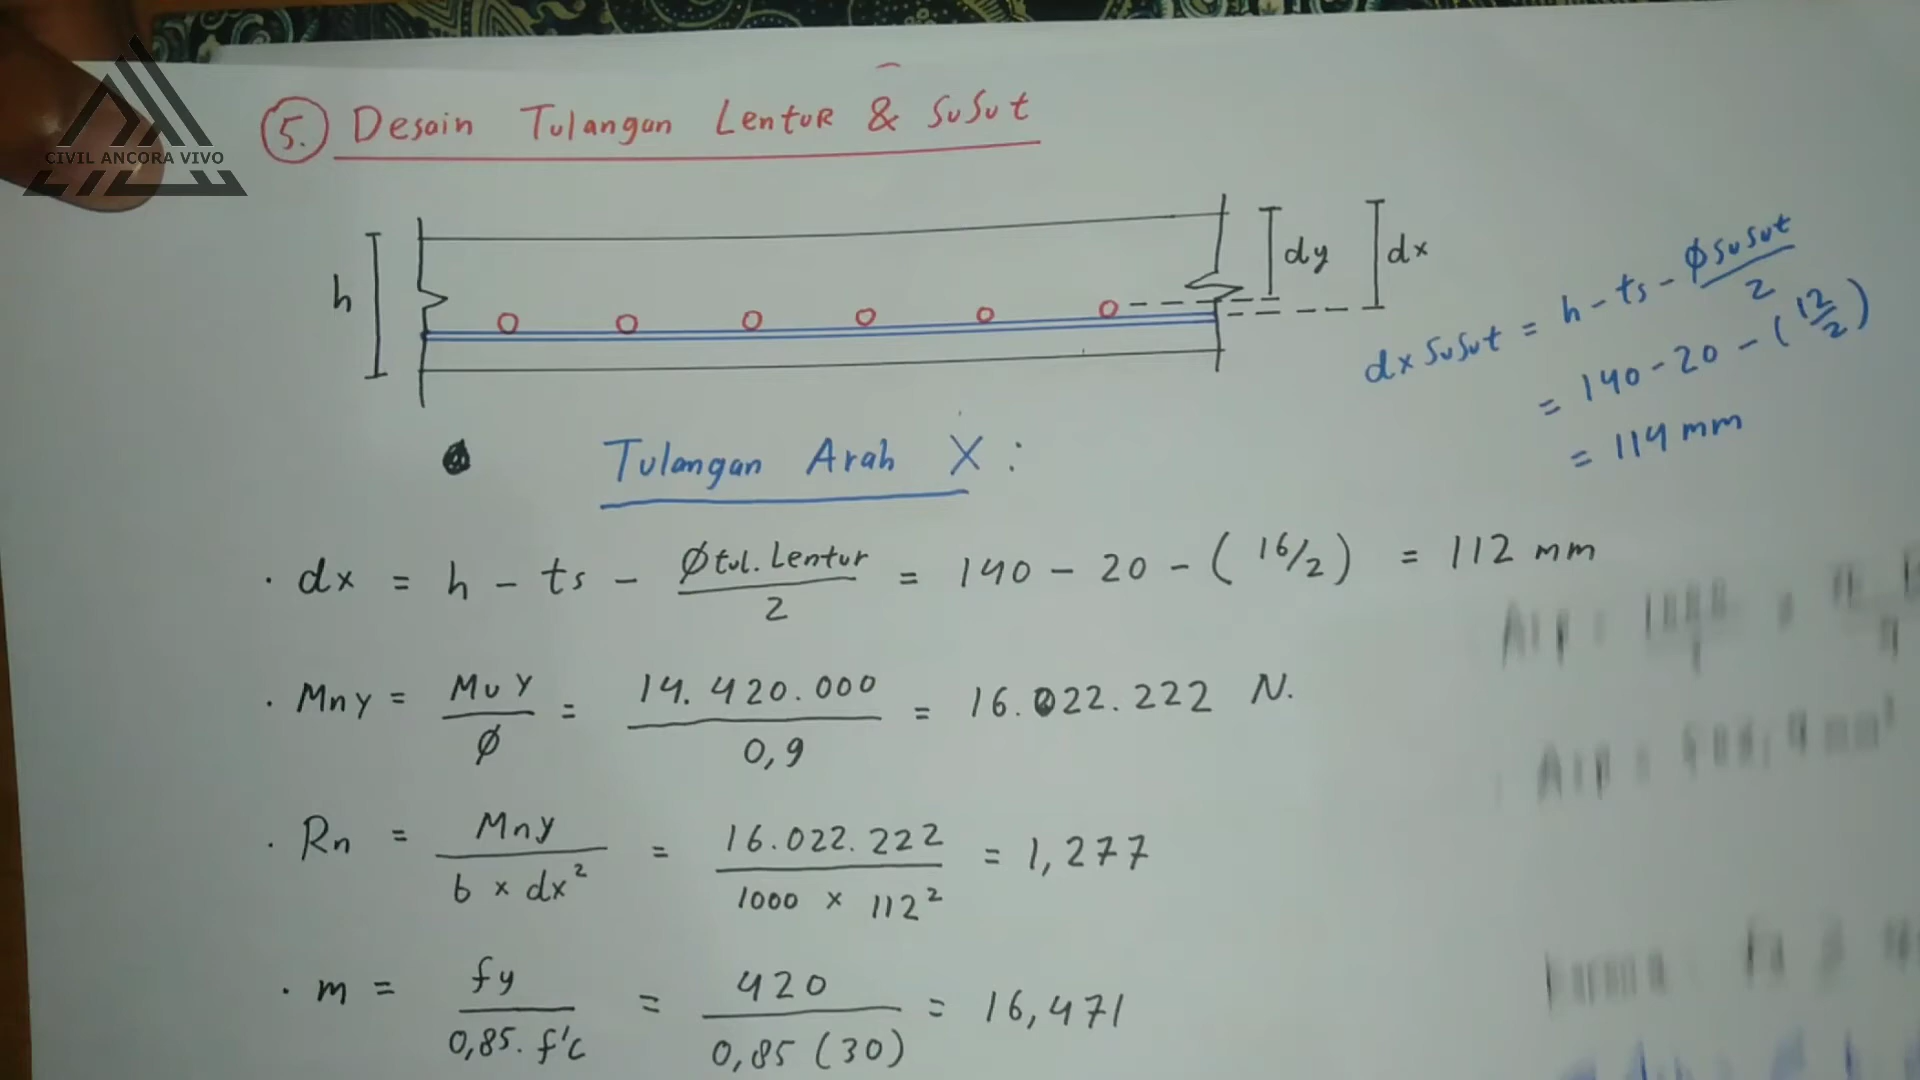 CIVIL ANCORA VIVO
5. Desain Tulangan Lentur & Susut
h
dy
dx
dx susut = h - ts - ϕ susut / 2
= 140 - 20 - (12/2)
= 114 mm
Tulangan Arah X :
· dx = h - ts - ϕ tul. Lentur / 2 = 140 - 20 - (16/2) = 112 mm
· Mny = Muy / ϕ = 14.420.000 / 0,9 = 16.022.222 N.
· Rn = Mny / b x dx² = 16.022.222 / 1000 x 112² = 1,277
· m = fy / 0,85. f'c = 420 / 0,85 (30) = 16,471